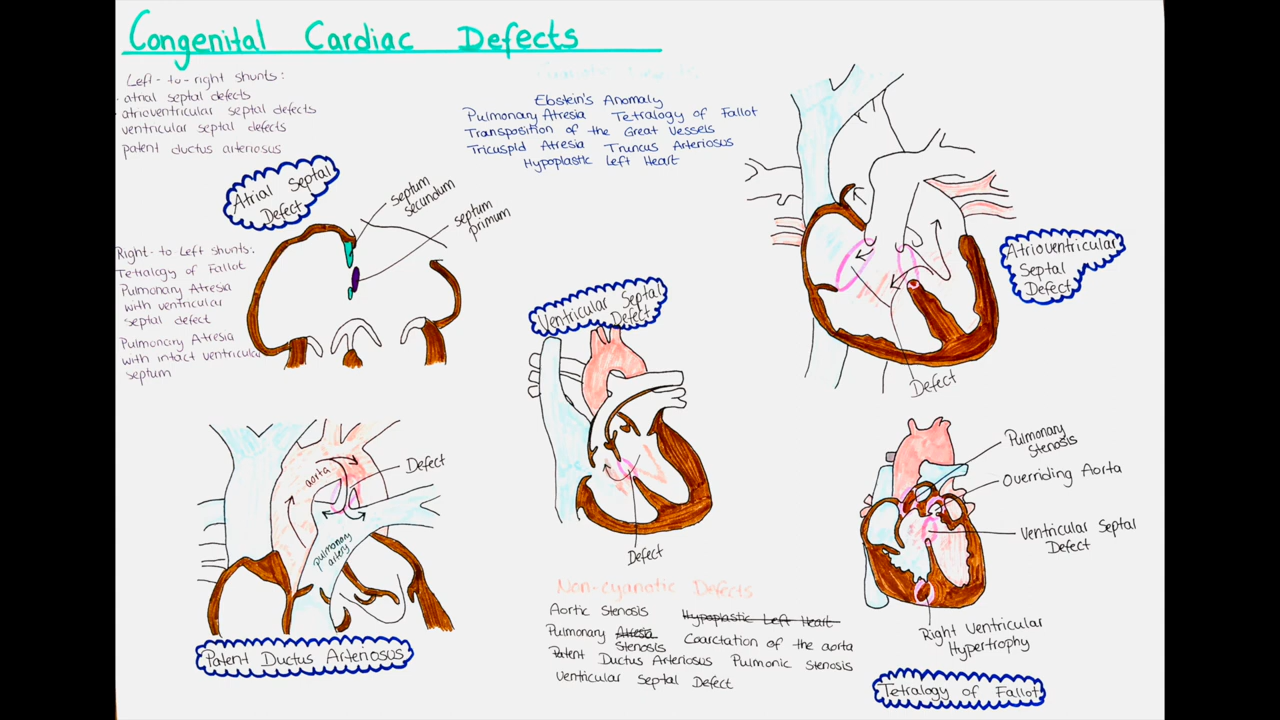 Congenital Cardiac Defects
Left-to-right shunts:
atrial septal defects
atrioventricular septal defects
ventricular septal defects
patent ductus arteriosus
Ebstein's Anomaly
Pulmonary Atresia Tetralogy of Fallot
Transposition of the Great Vessels
Tricuspid Atresia Truncus Arteriosus
Hypoplastic Left Heart
Atrial Septal
Defect
septum
secundum
septum
primum
Right-to Left shunts:
Tetralogy of Fallot
Pulmonary Atresia
with ventricular
septal defect
Pulmonary Atresia
with intact ventricular
septum
Atrioventricular
Septal
Defect
Defect
Ventricular Septal
Defect
Defect
aorta
Defect
pulmonary
artery
Patent Ductus Arteriosus
Non-cyanotic Defects
Aortic Stenosis Hypoplastic Left Heart
Pulmonary Atresia Stenosis Coarctation of the aorta
Patent Ductus Arteriosus Pulmonic stenosis
Ventricular Septal Defect
Pulmonary
Stenosis
Overriding Aorta
Ventricular Septal
Defect
Right Ventricular
Hypertrophy
Tetralogy of Fallot